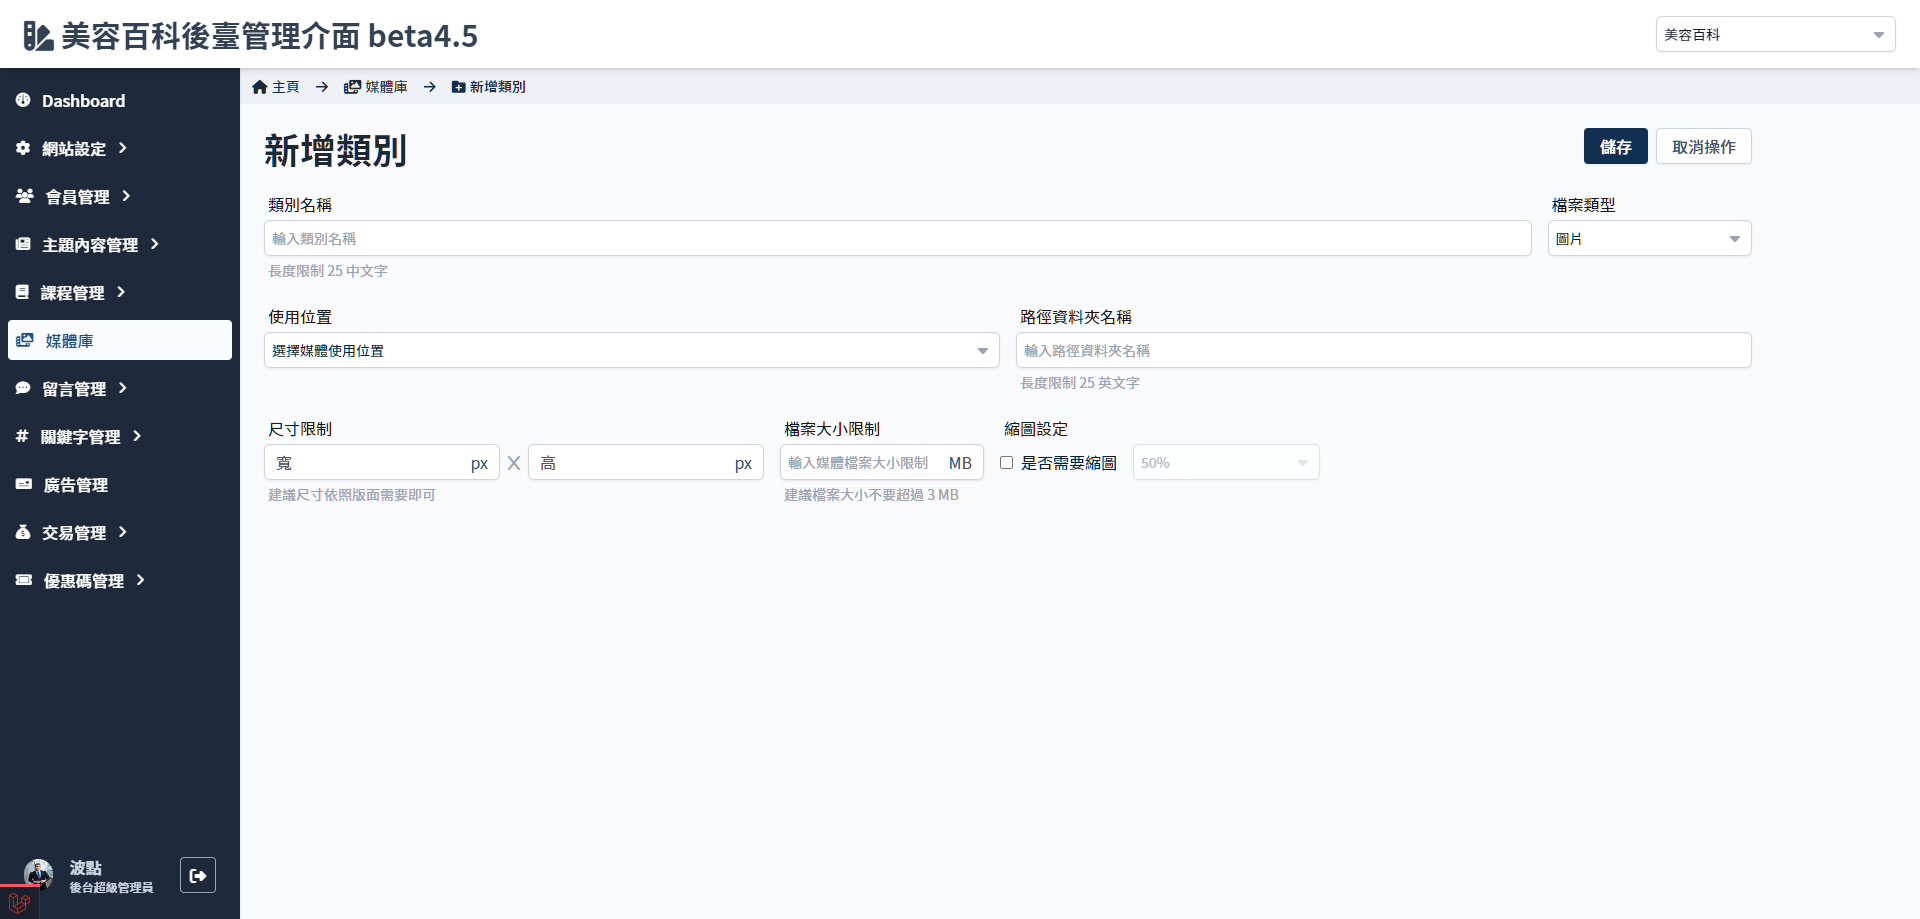 美容百科後臺管理介面 beta4.5
美容百科
Dashboard
網站設定
會員管理
主題內容管理
課程管理
媒體庫
留言管理
關鍵字管理
廣告管理
交易管理
優惠碼管理
波點
後台超級管理員
主頁 → 媒體庫 → 新增類別
新增類別
儲存 取消操作
類別名稱 檔案類型
輸入類別名稱 圖片
長度限制 25 中文字
使用位置 路徑資料夾名稱
選擇媒體使用位置 輸入路徑資料夾名稱
長度限制 25 英文字
尺寸限制 檔案大小限制 縮圖設定
寬 px X 高 px 輸入媒體檔案大小限制 MB 是否需要縮圖 50%
建議尺寸依照版面需要即可 建議檔案大小不要超過 3 MB